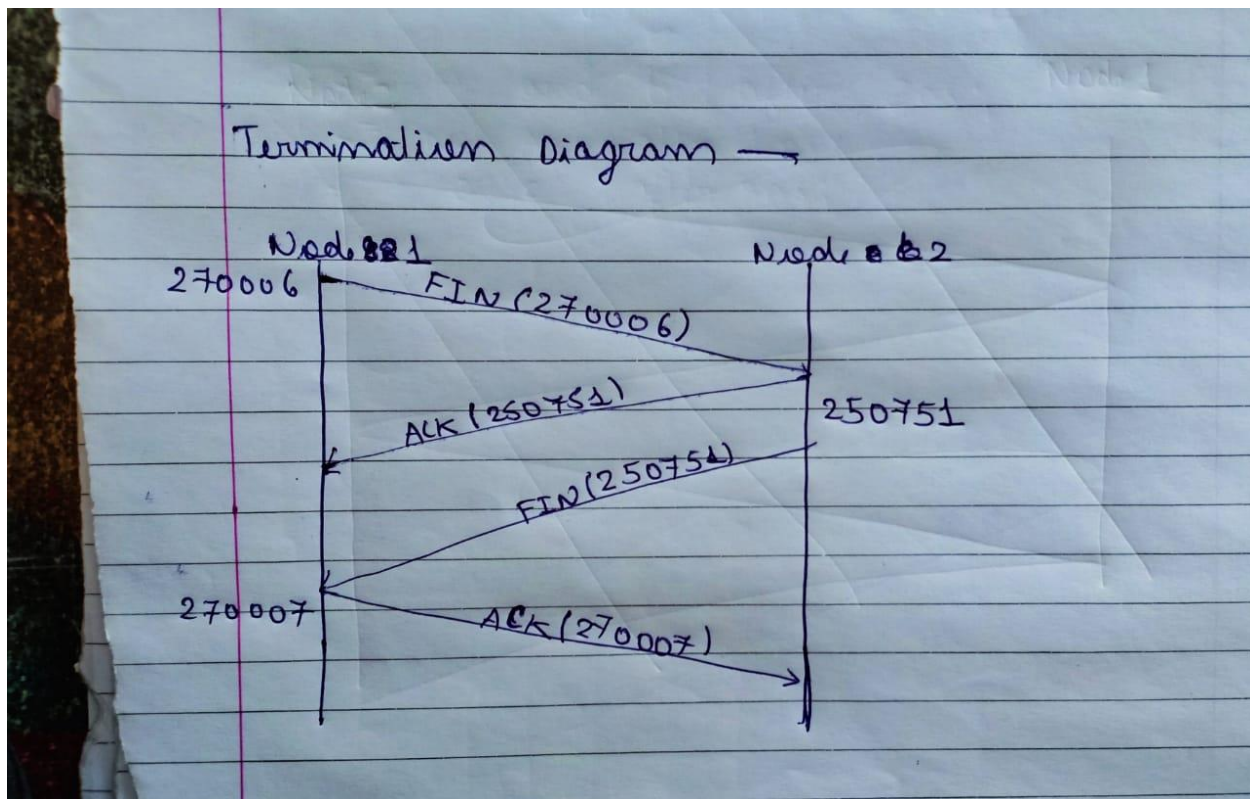 Termination Diagram —
Node 1
Node 2
270006
FIN (270006)
ACK (250751)
250751
FIN (250751)
270007
ACK (270007)